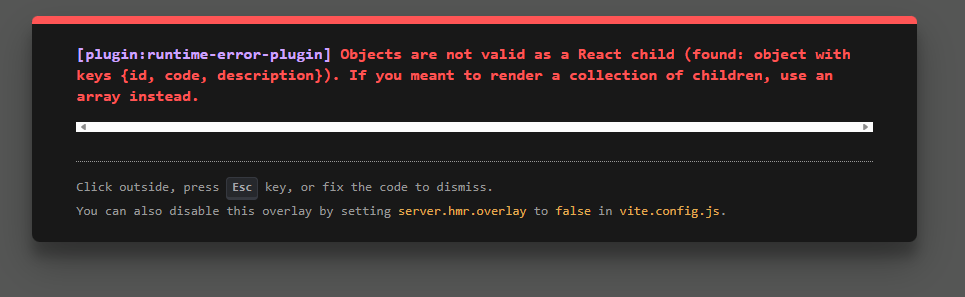 [plugin:runtime-error-plugin] Objects are not valid as a React child (found: object with
keys {id, code, description}). If you meant to render a collection of children, use an
array instead.
Click outside, press Esc key, or fix the code to dismiss.
You can also disable this overlay by setting server.hmr.overlay to false in vite.config.js.